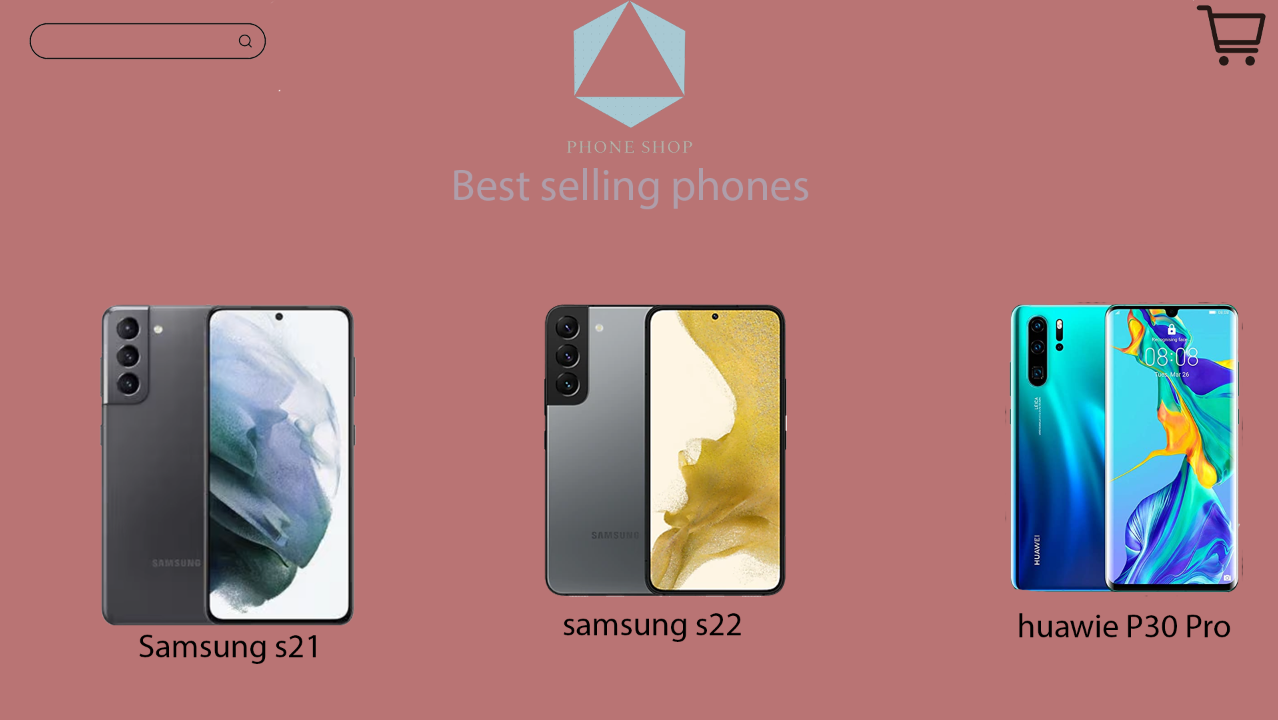 PHONE SHOP
Best selling phones
SAMSUNG
SAMSUNG
LEICA
HUAWEI
08:08
Tues, Mar 26
Samsung s21
samsung s22
huawie P30 Pro